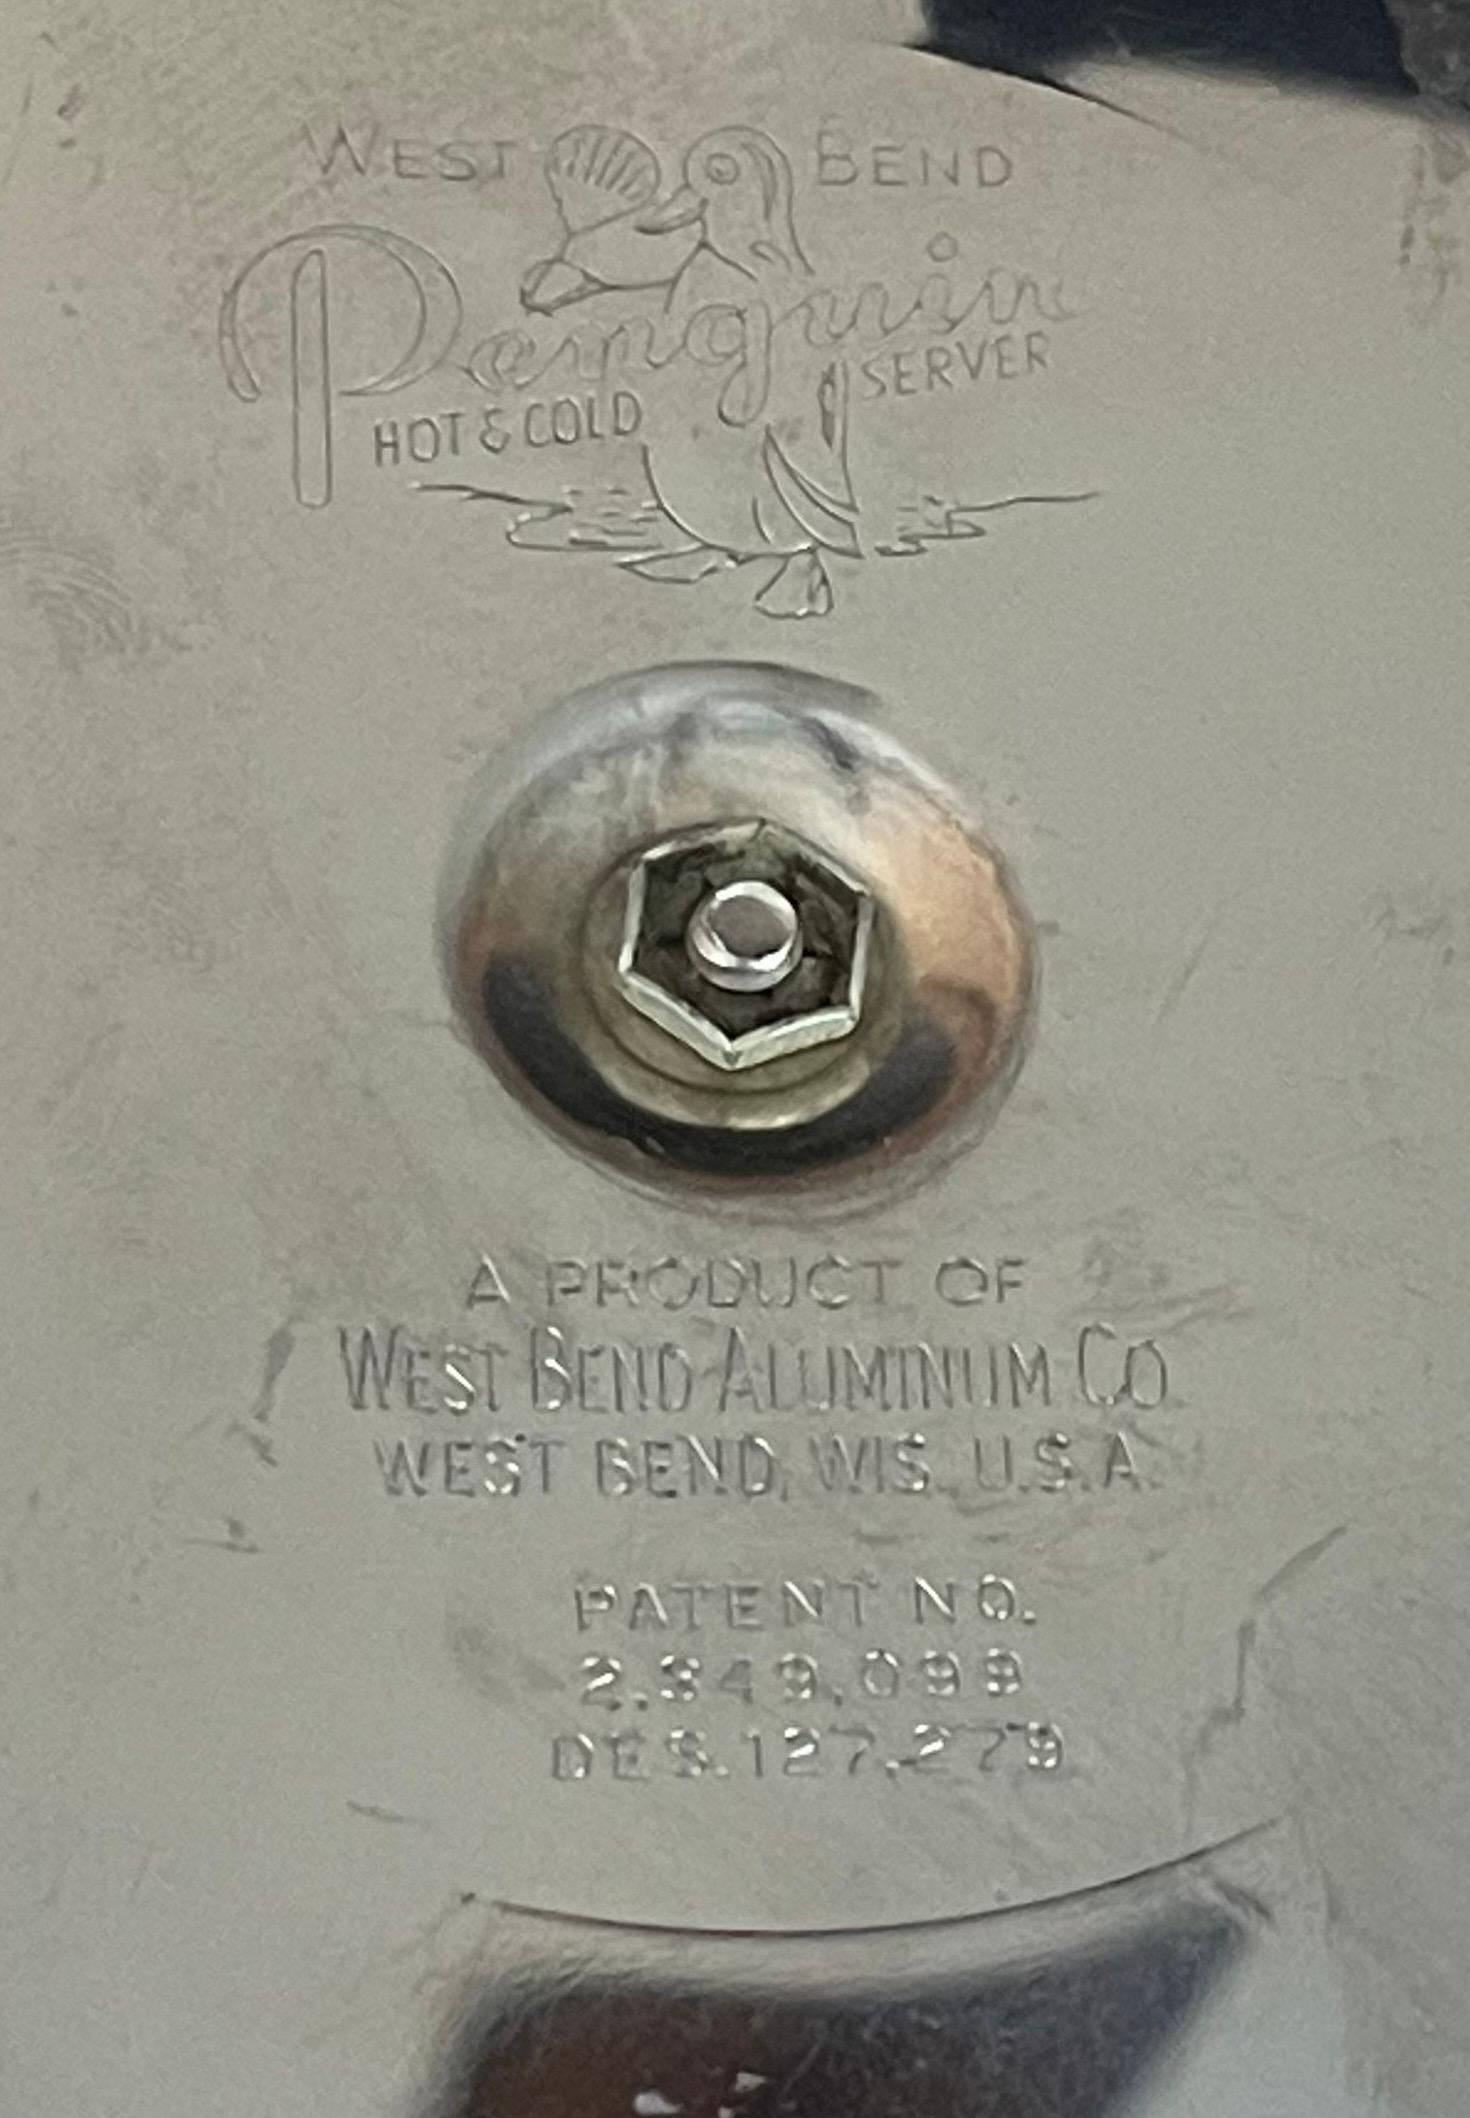 WEST BEND
Penguin
HOT & COLD SERVER
A PRODUCT OF
WEST BEND ALUMINUM CO.
WEST BEND, WIS., U.S.A.
PATENT NO.
2,349,099
DES. 127,279